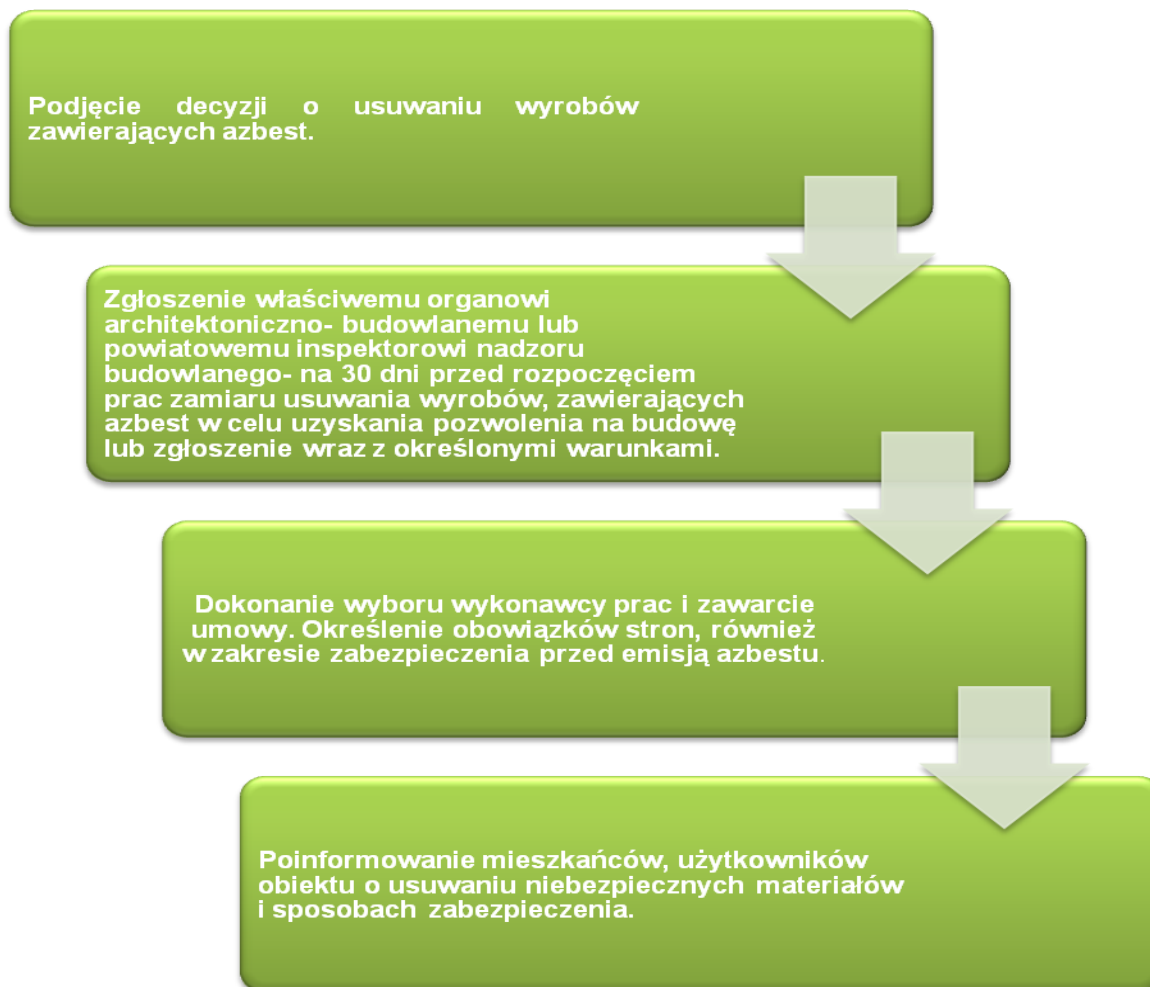 Podjęcie decyzji o usuwaniu wyrobów
zawierających azbest.
Zgłoszenie właściwemu organowi
architektoniczno- budowlanemu lub
powiatowemu inspektorowi nadzoru
budowlanego- na 30 dni przed rozpoczęciem
prac zamiaru usuwania wyrobów, zawierających
azbest w celu uzyskania pozwolenia na budowę
lub zgłoszenie wraz z określonymi warunkami.
Dokonanie wyboru wykonawcy prac i zawarcie
umowy. Określenie obowiązków stron, również
w zakresie zabezpieczenia przed emisją azbestu.
Poinformowanie mieszkańców, użytkowników
obiektu o usuwaniu niebezpiecznych materiałów
i sposobach zabezpieczenia.